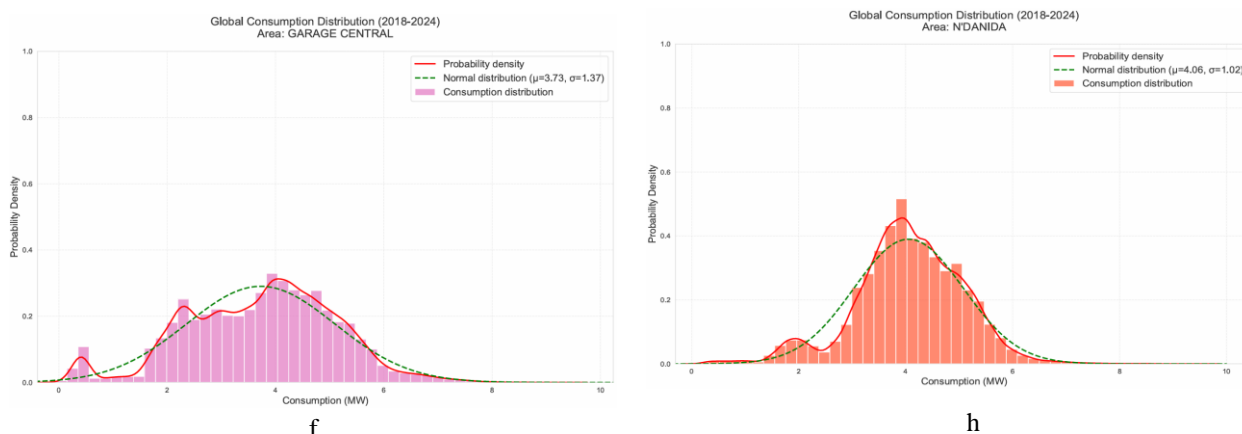 Global Consumption Distribution (2018-2024)
Area: GARAGE CENTRAL
1.0
0.8
0.6
0.4
0.2
0.0
Probability Density
Probability density
Normal distribution (μ=3.73, σ=1.37)
Consumption distribution
0
2
4
6
8
10
Consumption (MW)
f
Global Consumption Distribution (2018-2024)
Area: N'DANIDA
1.0
0.8
0.6
0.4
0.2
0.0
Probability Density
Probability density
Normal distribution (μ=4.06, σ=1.02)
Consumption distribution
0
2
4
6
8
10
Consumption (MW)
h